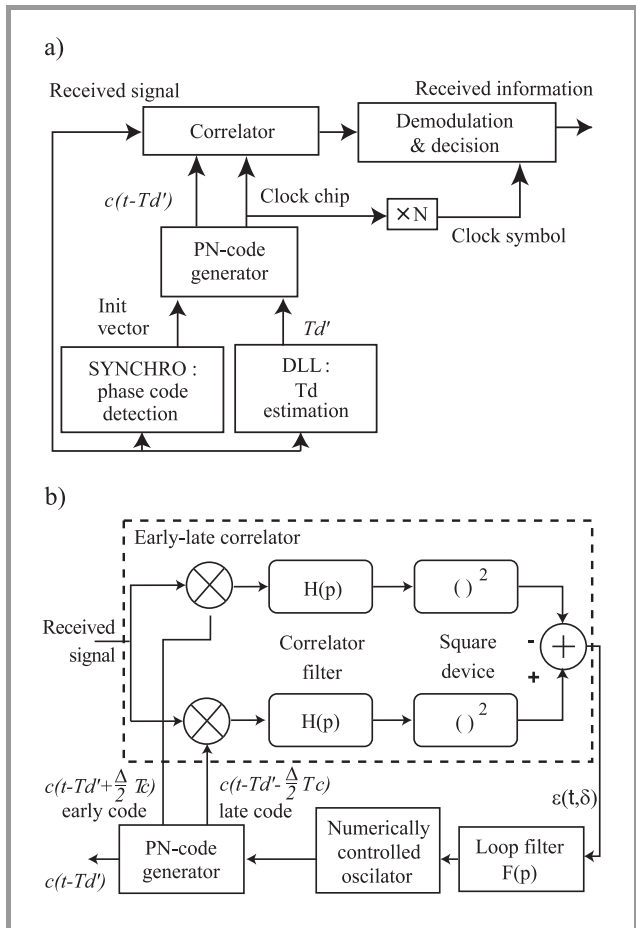 a)
Received signal
Received information
Correlator
Demodulation
& decision
c(t-Td')
Clock chip
×N
Clock symbol
PN-code
generator
Init
vector
Td'
SYNCHRO :
phase code
detection
DLL :
Td
estimation
b)
Early-late correlator
H(p)
( ) 2
Received
signal
Correlator
filter
Square
device
-
+
+
H(p)
( ) 2
c(t-Td'+Δ/2 Tc)
early code
c(t-Td'-Δ/2 Tc)
late code
ε(t,δ)
PN-code
generator
Numerically
controlled
oscilator
Loop filter
F(p)
c(t-Td')